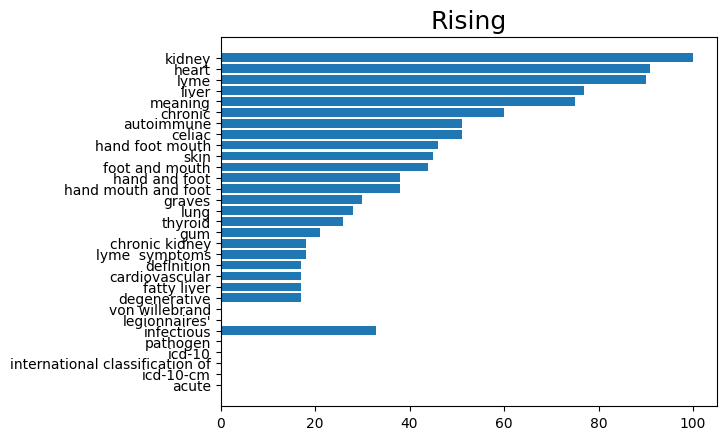 Rising
kidney
heart
lyme
liver
meaning
chronic
autoimmune
celiac
hand foot mouth
skin
foot and mouth
hand and foot
hand mouth and foot
graves
lung
thyroid
gum
chronic kidney
lyme  symptoms
definition
cardiovascular
fatty liver
degenerative
von willebrand
legionnaires'
infectious
pathogen
icd-10
international classification of
icd-10-cm
acute
0 20 40 60 80 100